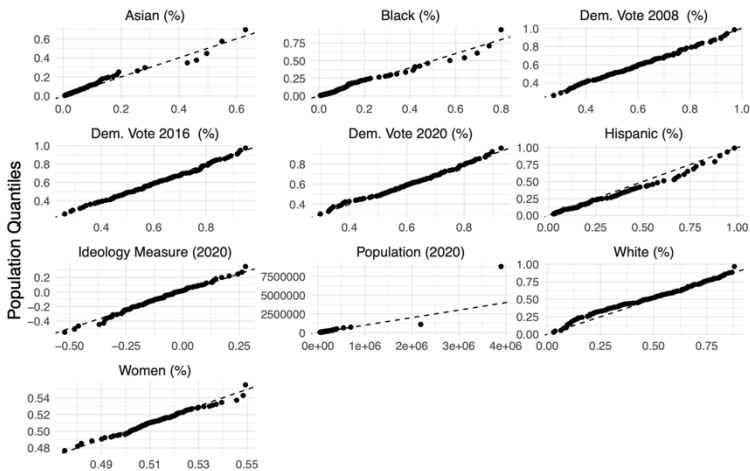 Asian (%)
0.6
0.4
0.2
0.0
0.0 0.2 0.4 0.6
Black (%)
0.75
0.50
0.25
0.00
0.0 0.2 0.4 0.6 0.8
Dem. Vote 2008 (%)
1.0
0.8
0.6
0.4
0.4 0.6 0.8 1.0
Dem. Vote 2016 (%)
1.0
0.8
0.6
0.4
0.4 0.6 0.8
Dem. Vote 2020 (%)
0.8
0.6
0.4
0.4 0.6 0.8
Hispanic (%)
1.00
0.75
0.50
0.25
0.00
0.00 0.25 0.50 0.75 1.00
Population Quantiles
Ideology Measure (2020)
0.2
0.0
−0.2
−0.4
−0.50 −0.25 0.00 0.25
Population (2020)
7500000
5000000
2500000
0
0e+00 1e+06 2e+06 3e+06 4e+06
White (%)
1.00
0.75
0.50
0.25
0.00
0.00 0.25 0.50 0.75
Women (%)
0.54
0.52
0.50
0.48
0.49 0.51 0.53 0.55